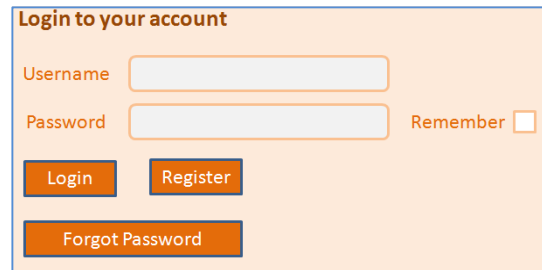 Login to your account
Username
Password Remember
Login Register
Forgot Password